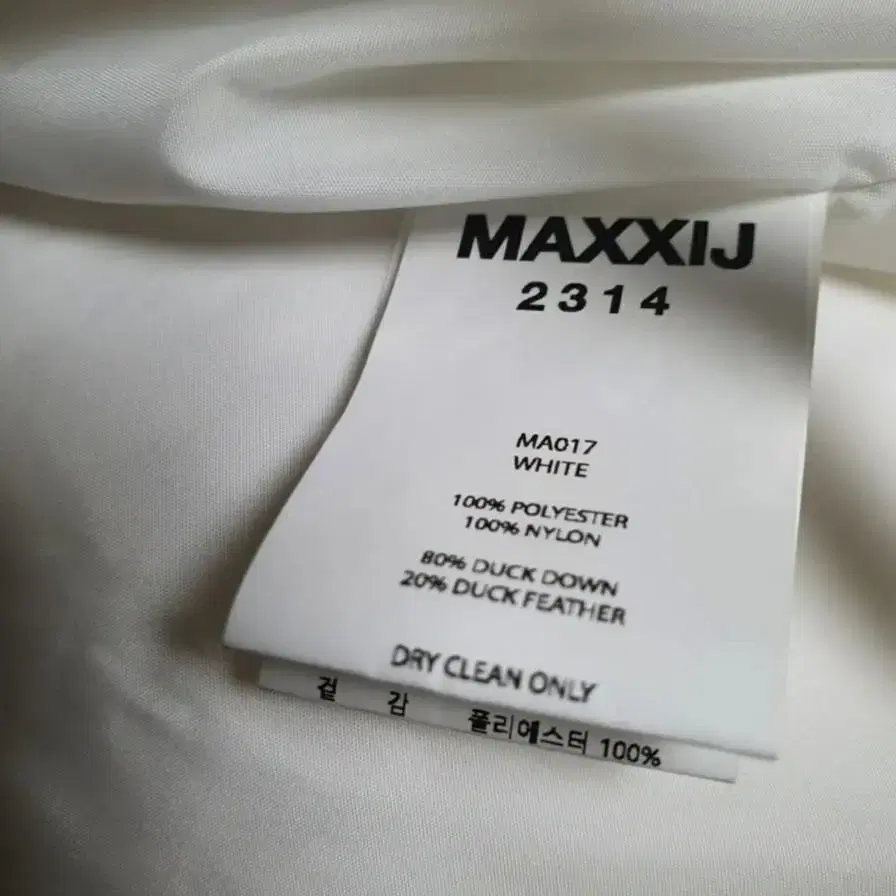 MAXXIJ
2314
MA017
WHITE
100% POLYESTER
100% NYLON
80% DUCK DOWN
20% DUCK FEATHER
DRY CLEAN ONLY
겉 감 폴리에스터 100%